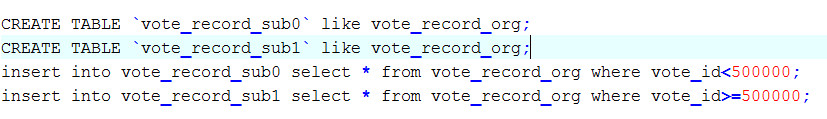 CREATE TABLE `vote_record_sub0` like vote_record_org;
CREATE TABLE `vote_record_sub1` like vote_record_org;
insert into vote_record_sub0 select * from vote_record_org where vote_id<500000;
insert into vote_record_sub1 select * from vote_record_org where vote_id>=500000;